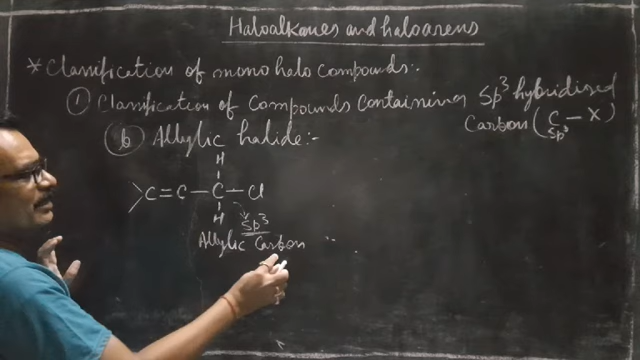 Haloalkanes and haloarens
* Classification of mono halo Compounds:-
① Classification of Compounds Containing Sp³ hybridised
Carbon (C - X)
Sp³
(b) Allylic halide:-
H
>C=C-C-Cl
H
Sp³
Allylic Carbon